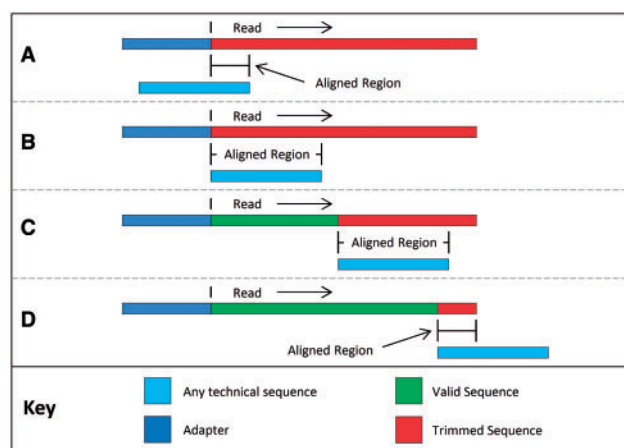 Read
A
Aligned Region
Read
B
Aligned Region
Read
C
Aligned Region
Read
D
Aligned Region
Key
Any technical sequence
Valid Sequence
Adapter
Trimmed Sequence